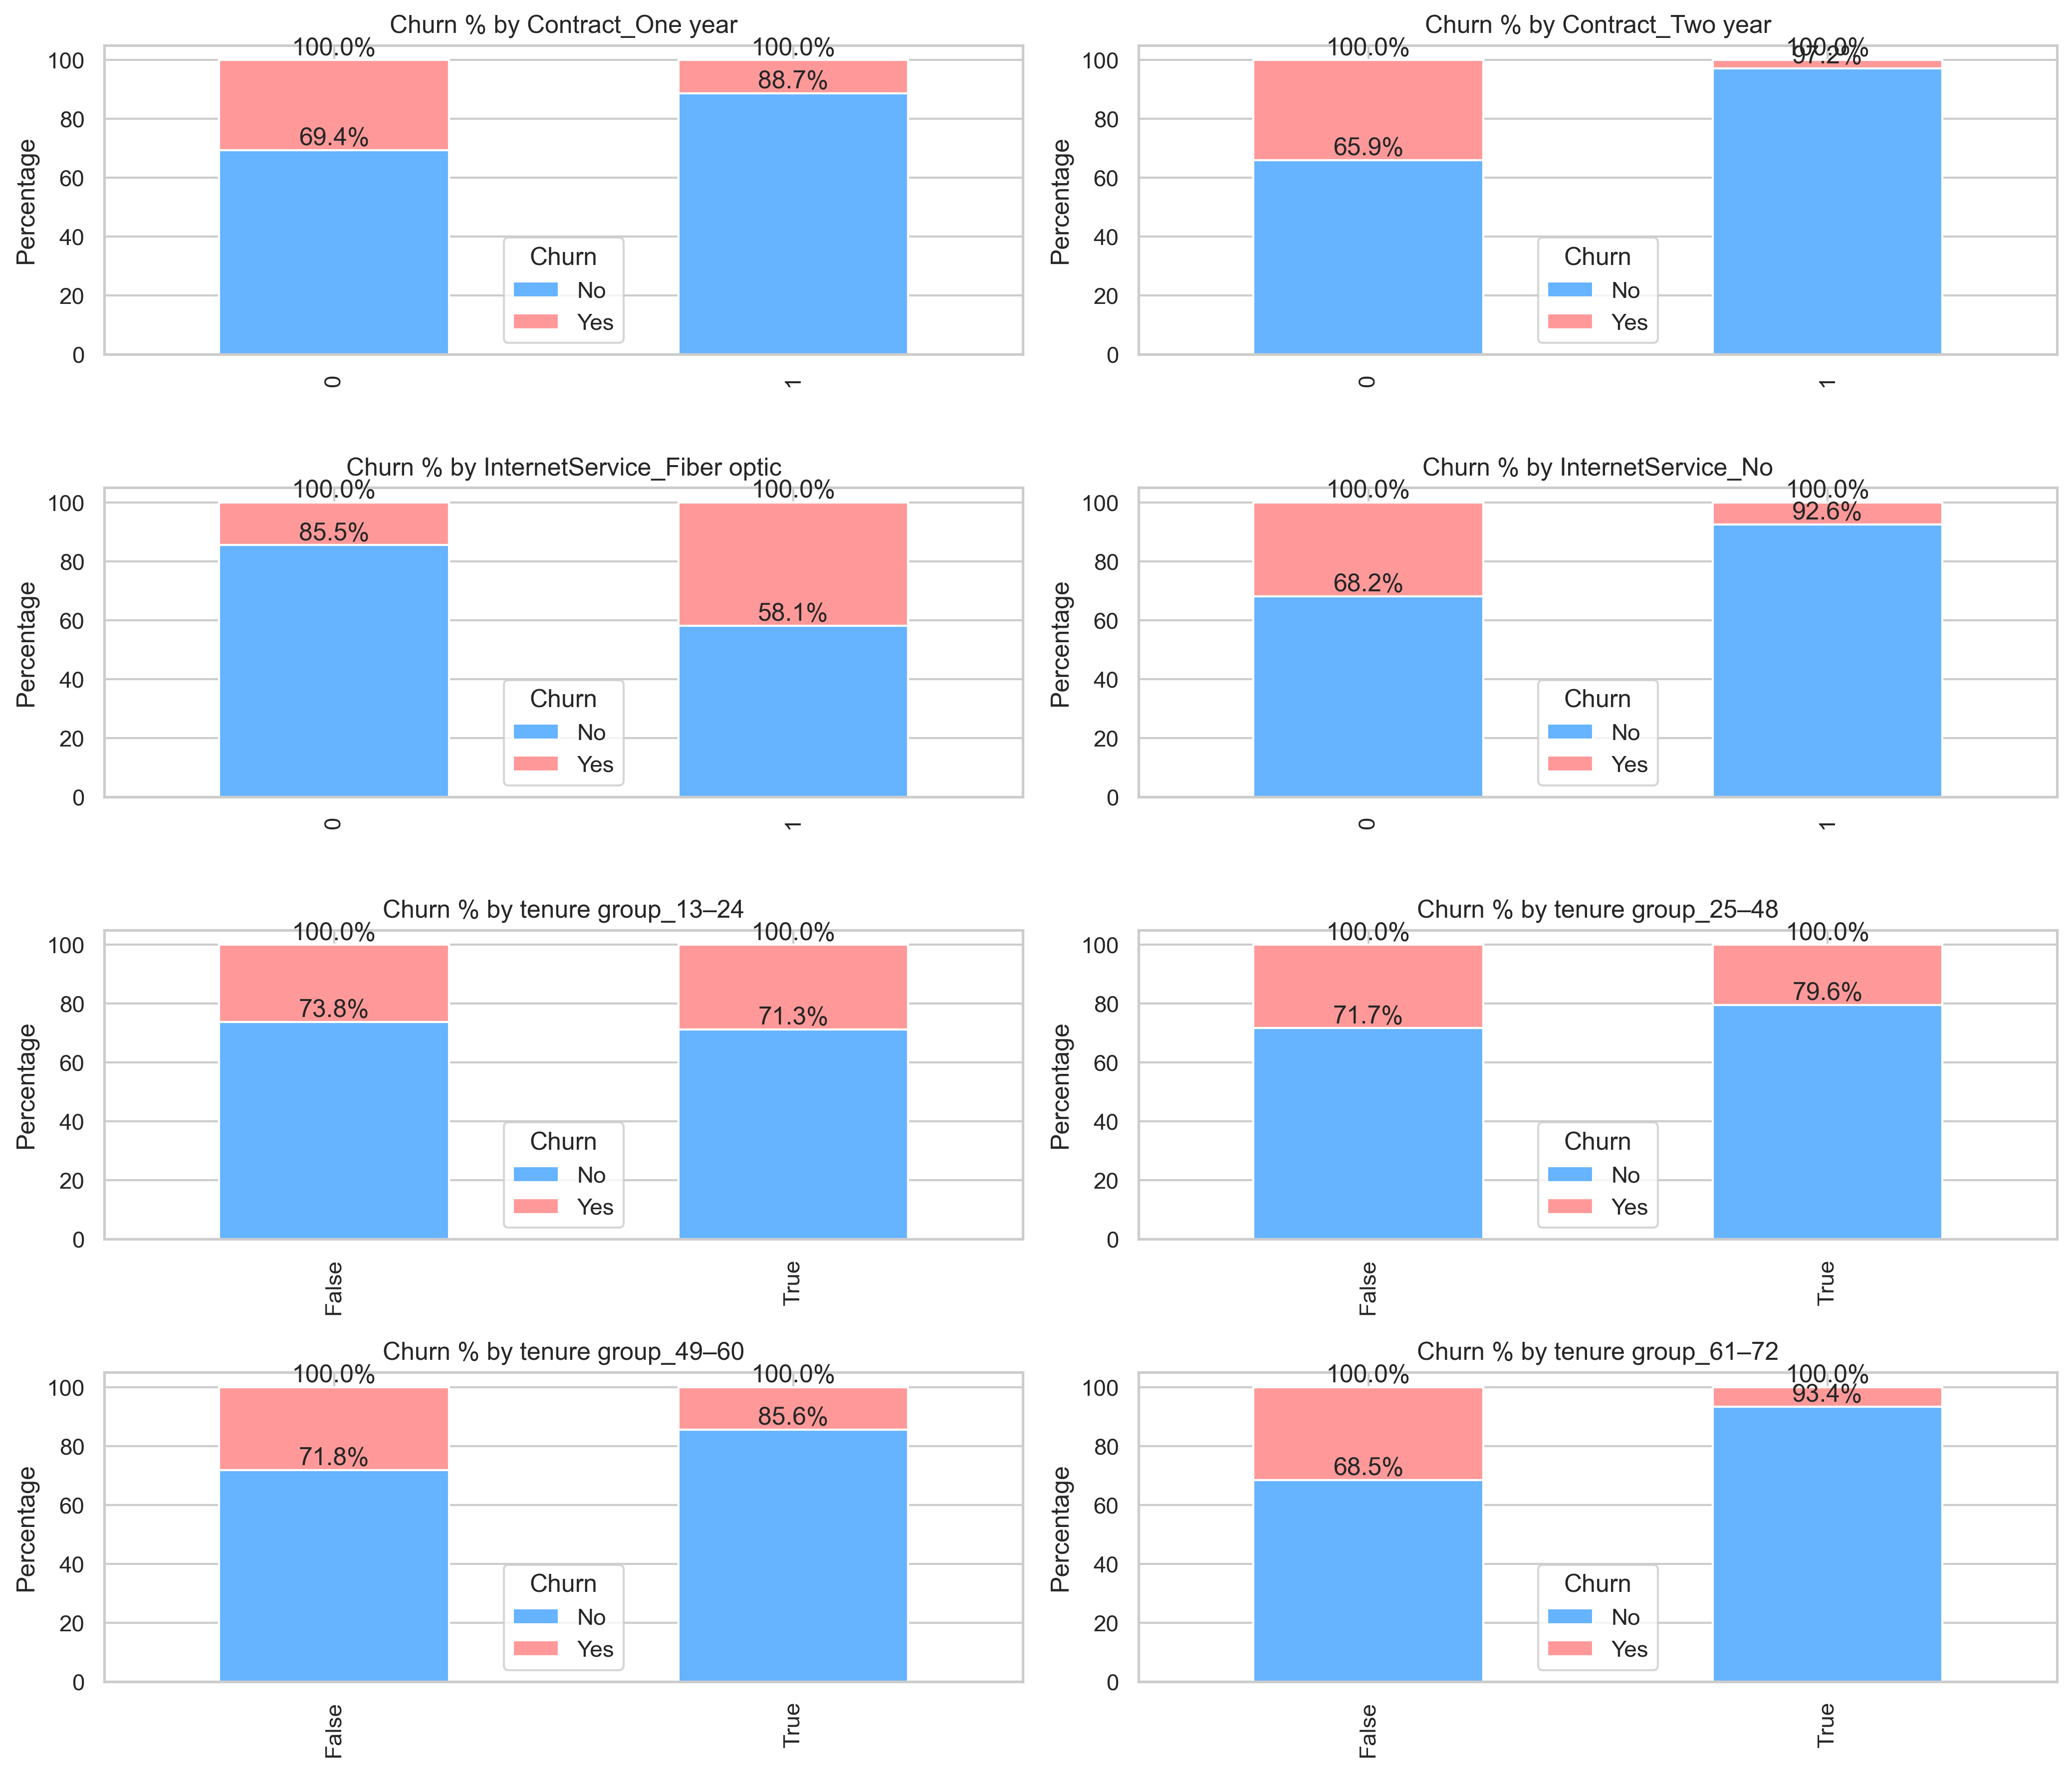 Churn % by Contract_One year
100.0%
100.0%
100
88.7%
80
69.4%
60
40
20
0
Percentage
Churn
No
Yes
0
1
Churn % by Contract_Two year
100.0%
100.0%
97.2%
100
80
65.9%
60
40
20
0
Percentage
Churn
No
Yes
0
1
Churn % by InternetService_Fiber optic
100.0%
100.0%
100
85.5%
80
58.1%
60
40
20
0
Percentage
Churn
No
Yes
0
1
Churn % by InternetService_No
100.0%
100.0%
92.6%
100
80
68.2%
60
40
20
0
Percentage
Churn
No
Yes
0
1
Churn % by tenure group_13–24
100.0%
100.0%
100
80
73.8%
71.3%
60
40
20
0
Percentage
Churn
No
Yes
False
True
Churn % by tenure group_25–48
100.0%
100.0%
100
79.6%
80
71.7%
60
40
20
0
Percentage
Churn
No
Yes
False
True
Churn % by tenure group_49–60
100.0%
100.0%
100
85.6%
80
71.8%
60
40
20
0
Percentage
Churn
No
Yes
False
True
Churn % by tenure group_61–72
100.0%
100.0%
93.4%
100
80
68.5%
60
40
20
0
Percentage
Churn
No
Yes
False
True